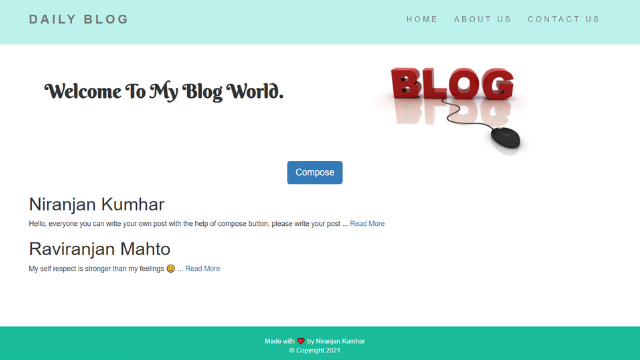 DAILY BLOG
HOME ABOUT US CONTACT US
Welcome To My Blog World.
BLOG
Compose
Niranjan Kumhar
Hello, everyone you can write your own post with the help of compose button. please write your post ... Read More
Raviranjan Mahto
My self respect is stronger than my feelings 😊 ... Read More
Made with ❤️ by Niranjan Kumhar
© Copyright 2021